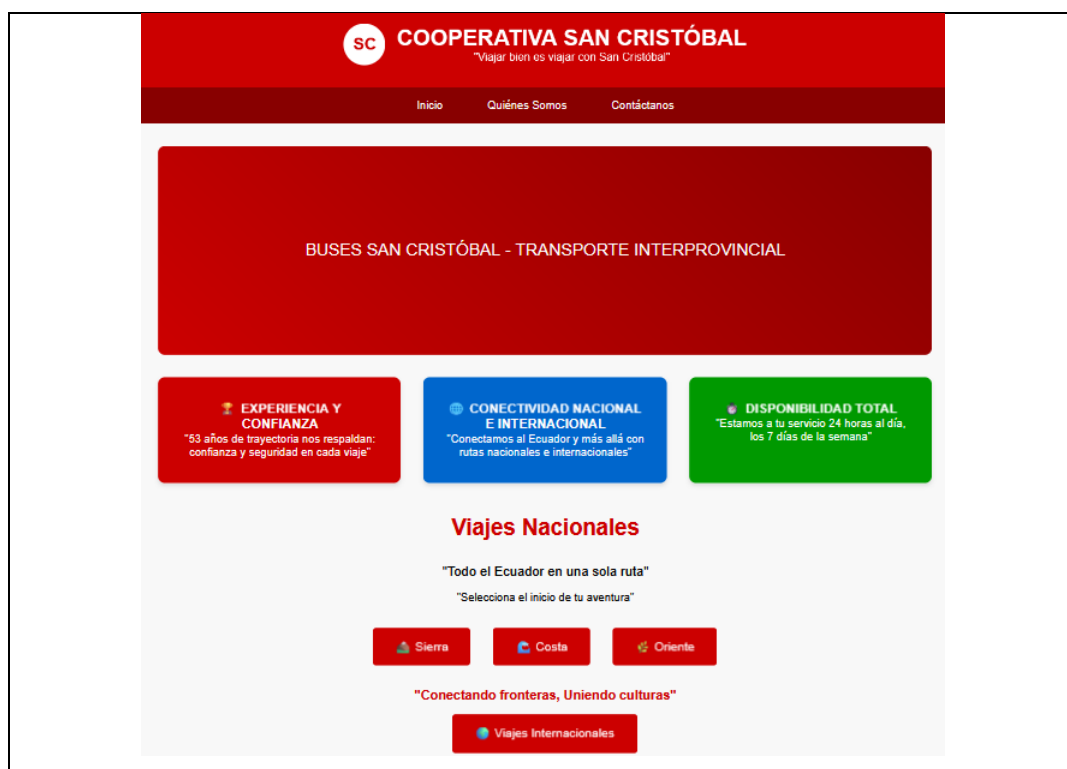 SC
COOPERATIVA SAN CRISTÓBAL
"Viajar bien es viajar con San Cristóbal"
Inicio Quiénes Somos Contáctanos
BUSES SAN CRISTÓBAL - TRANSPORTE INTERPROVINCIAL
EXPERIENCIA Y
CONFIANZA
"53 años de trayectoria nos respaldan:
confianza y seguridad en cada viaje"
CONECTIVIDAD NACIONAL
E INTERNACIONAL
"Conectamos al Ecuador y más allá con
rutas nacionales e internacionales"
DISPONIBILIDAD TOTAL
"Estamos a tu servicio 24 horas al día,
los 7 días de la semana"
Viajes Nacionales
"Todo el Ecuador en una sola ruta"
"Selecciona el inicio de tu aventura"
Sierra Costa Oriente
"Conectando fronteras, Uniendo culturas"
Viajes Internacionales